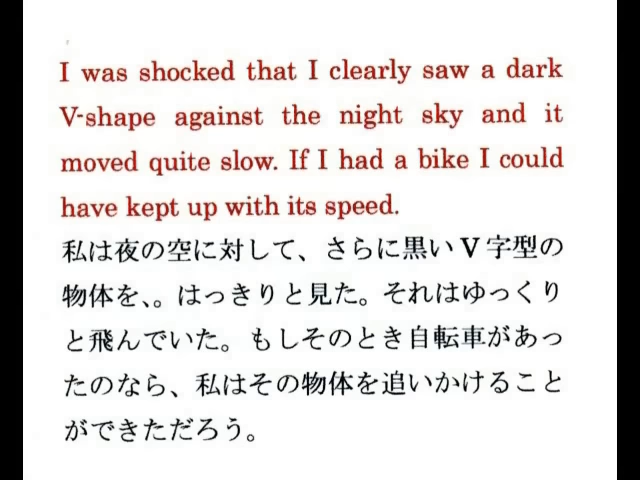 I was shocked that I clearly saw a dark
V-shape against the night sky and it
moved quite slow. If I had a bike I could
have kept up with its speed.
私は夜の空に対して、さらに黒いＶ字型の
物体を､。はっきりと見た。それはゆっくり
と飛んでいた。もしそのとき自転車があっ
たのなら、私はその物体を追いかけること
ができただろう。